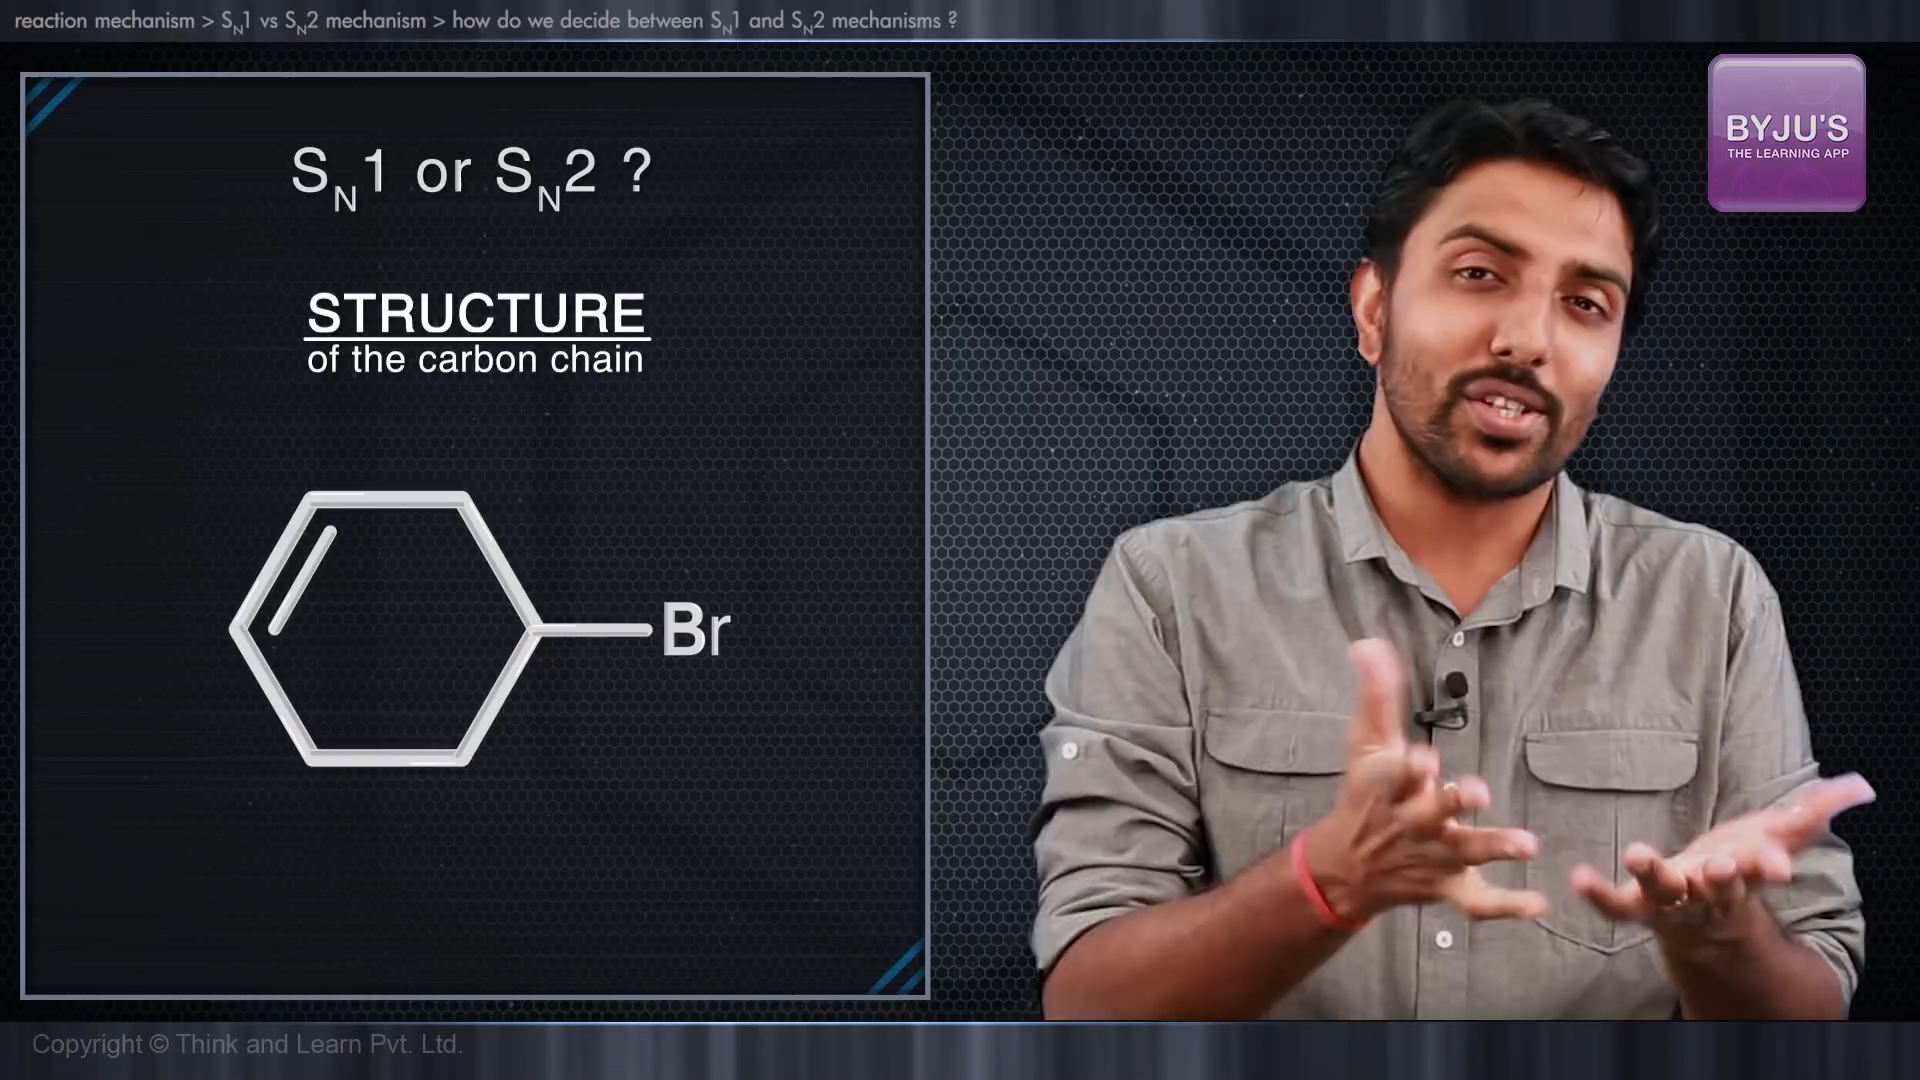 reaction mechanism > SN1 vs SN2 mechanism > how do we decide between SN1 and SN2 mechanisms ?
BYJU'S
THE LEARNING APP
SN1 or SN2 ?
STRUCTURE
of the carbon chain
Br
Copyright © Think and Learn Pvt. Ltd.